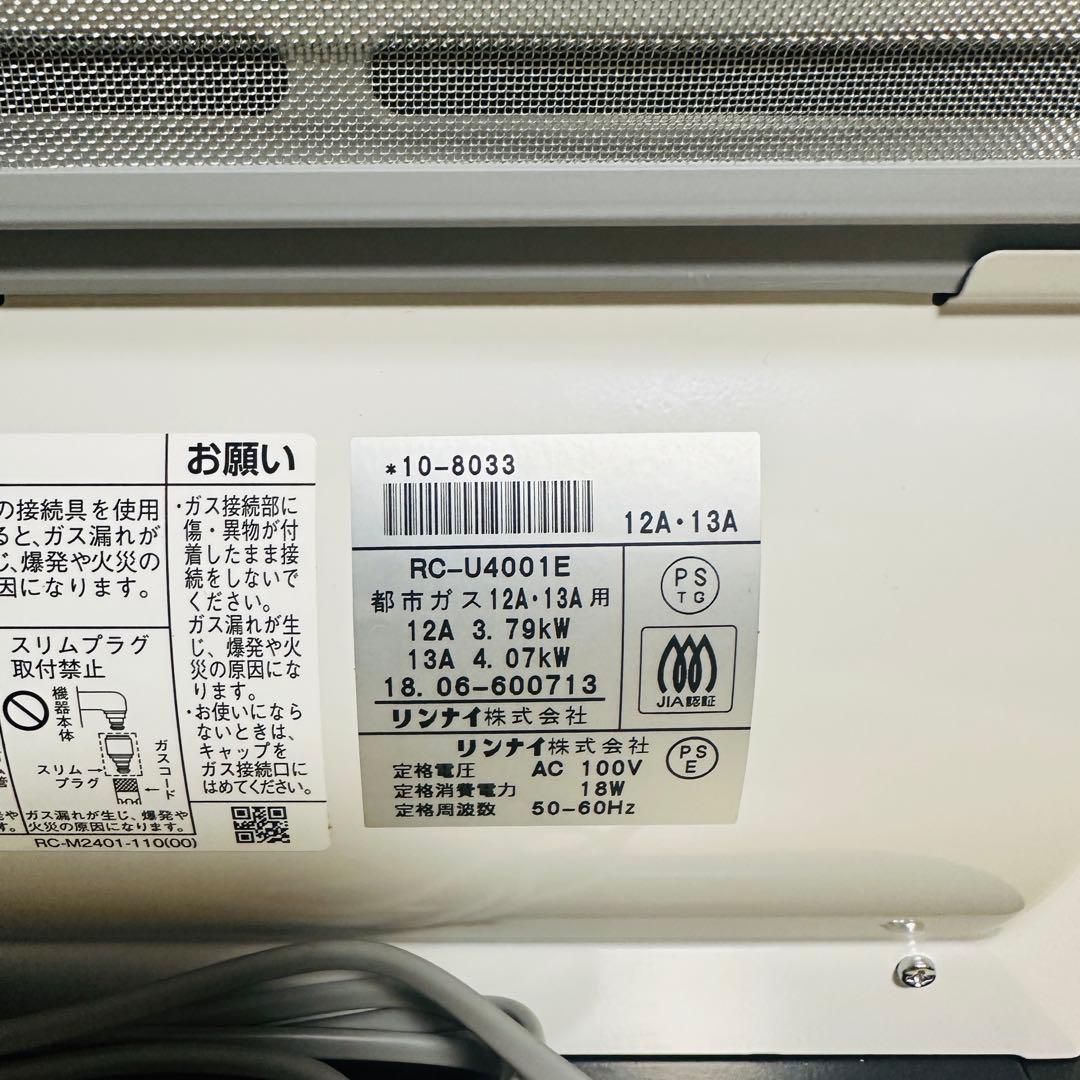 の接続具を使用
ると、ガス漏れが
じ、爆発や火災の
因になります。
スリムプラグ
取付禁止
機器本体
スリム
プラグ
ガスコード
ガス漏れが生じ、爆発や
火災の原因になります。
お願い
・ガス接続部に
傷・異物が付
着したまま接
続をしないで
ください。
ガス漏れが生
じ、爆発や火
災の原因にな
ります。
・お使いになら
ないときは、
キャップを
ガス接続口に
はめてください。
RC-M2401-110(00)
*10-8033
12A・13A
RC-U4001E
都市ガス12A・13A用
12A 3.79kW
13A 4.07kW
18. 06-600713
リンナイ株式会社
PS
TG
JIA認証
リンナイ株式会社
定格電圧 AC 100V
定格消費電力 18W
定格周波数 50-60Hz
PS
E